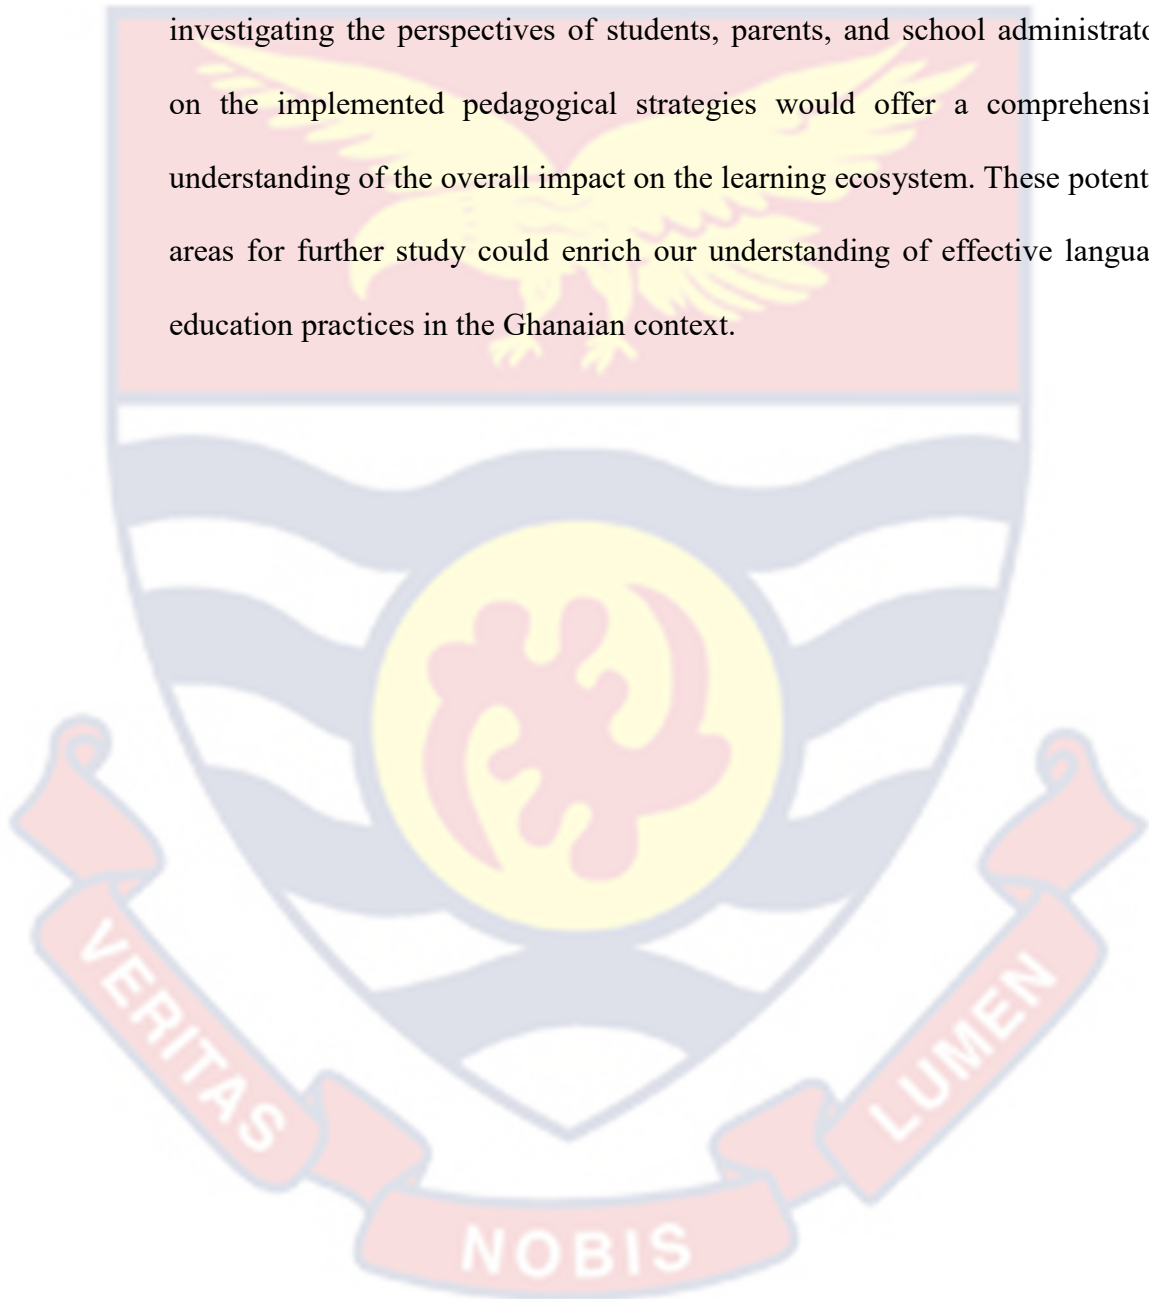 investigating the perspectives of students, parents, and school administrato
on the implemented pedagogical strategies would offer a comprehensi
understanding of the overall impact on the learning ecosystem. These potent
areas for further study could enrich our understanding of effective langua
education practices in the Ghanaian context.
VERITAS
NOBIS
LUMEN